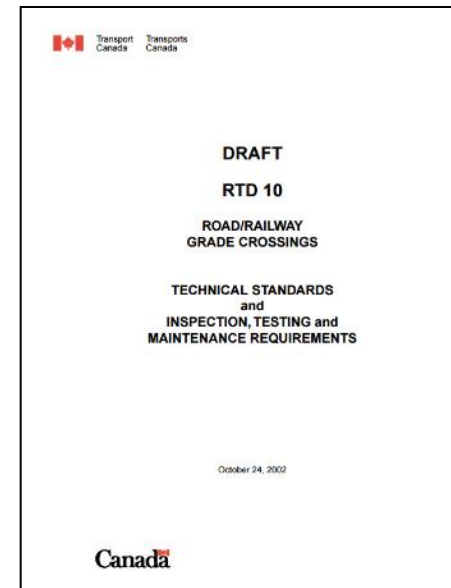 Transport Transports
Canada Canada
DRAFT
RTD 10
ROAD/RAILWAY
GRADE CROSSINGS
TECHNICAL STANDARDS
and
INSPECTION, TESTING and
MAINTENANCE REQUIREMENTS
October 24, 2002
Canada